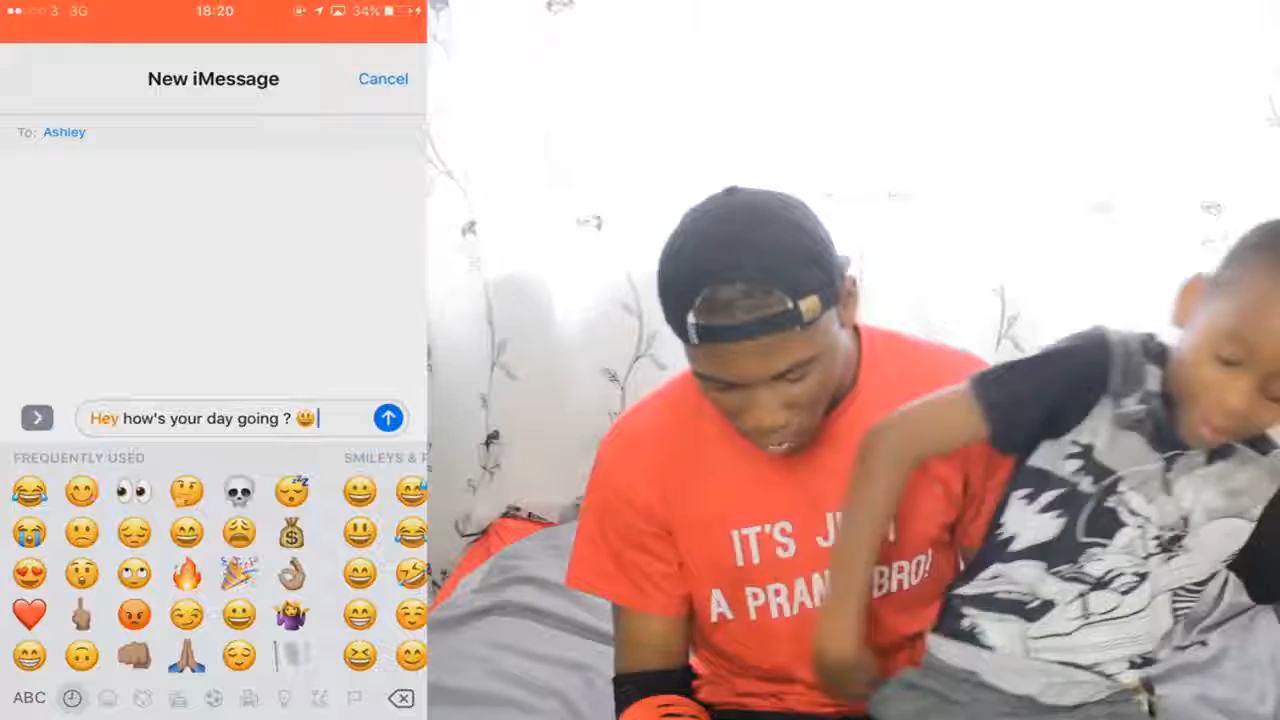 3 3G 18:20 34%
New iMessage Cancel
To: Ashley
Hey how's your day going ? 😃
FREQUENTLY USED SMILEYS &
ABC
IT'S
A BRO!